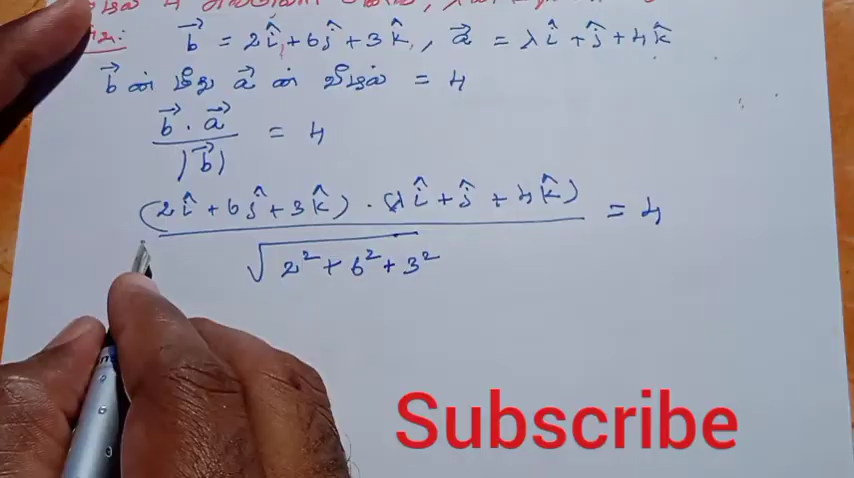 b⃗ = 2î + 6ĵ + 3k̂, a⃗ = λî + ĵ + 4k̂
b⃗ ன் மீது a⃗ ன் வீழல் = 4
b⃗ . a⃗ / |b⃗| = 4
(2î + 6ĵ + 3k̂) . (λî + ĵ + 4k̂) / √2² + 6² + 3² = 4
Subscribe